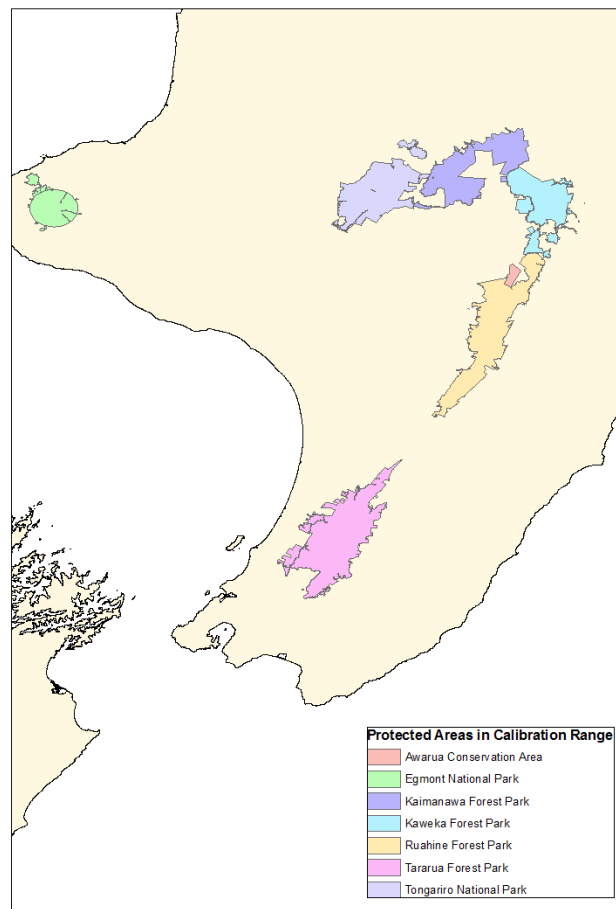 Protected Areas in Calibration Range
Awarua Conservation Area
Egmont National Park
Kaimanawa Forest Park
Kaweka Forest Park
Ruahine Forest Park
Tararua Forest Park
Tongariro National Park